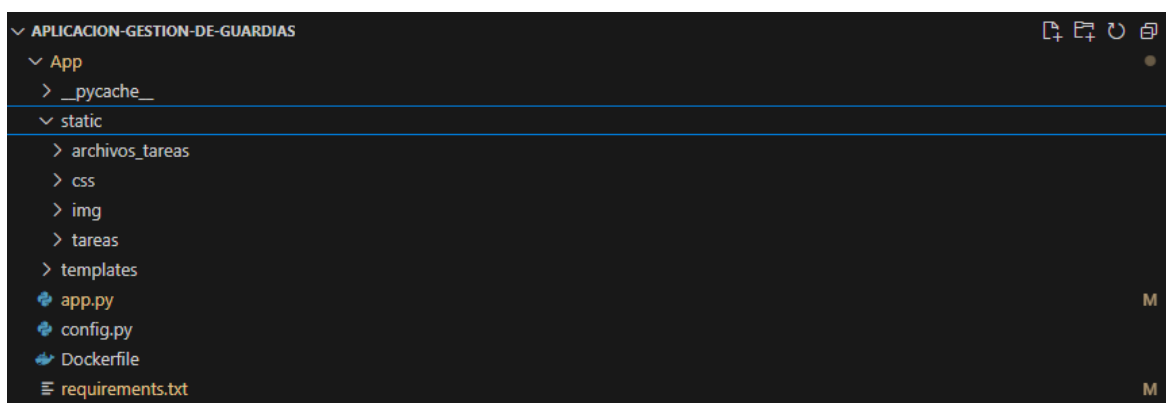 APLICACION-GESTION-DE-GUARDIAS
App
__pycache__
static
archivos_tareas
css
img
tareas
templates
app.py M
config.py
Dockerfile
requirements.txt M